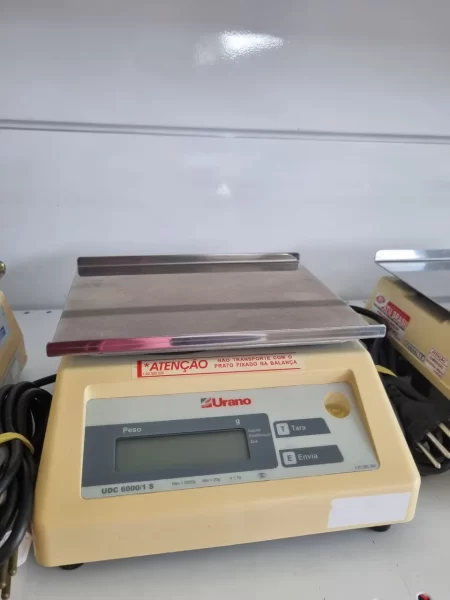 *ATENÇÃO
NÃO TRANSPORTE COM O
PRATO FIXADO NA BALANÇA
Urano
Peso
g
T Tara
E Envia
UDC 6000/1 S